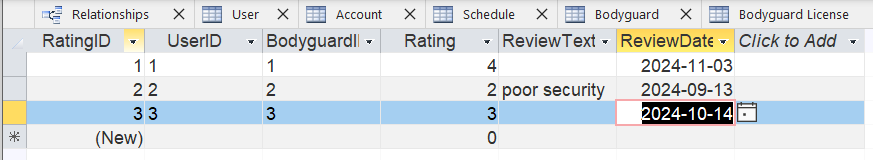 Relationships User Account Schedule Bodyguard Bodyguard License
RatingID UserID BodyguardI Rating ReviewText ReviewDate Click to Add
1 1 1 4 2024-11-03
2 2 2 2 poor security 2024-09-13
3 3 3 3 2024-10-14
(New) 0